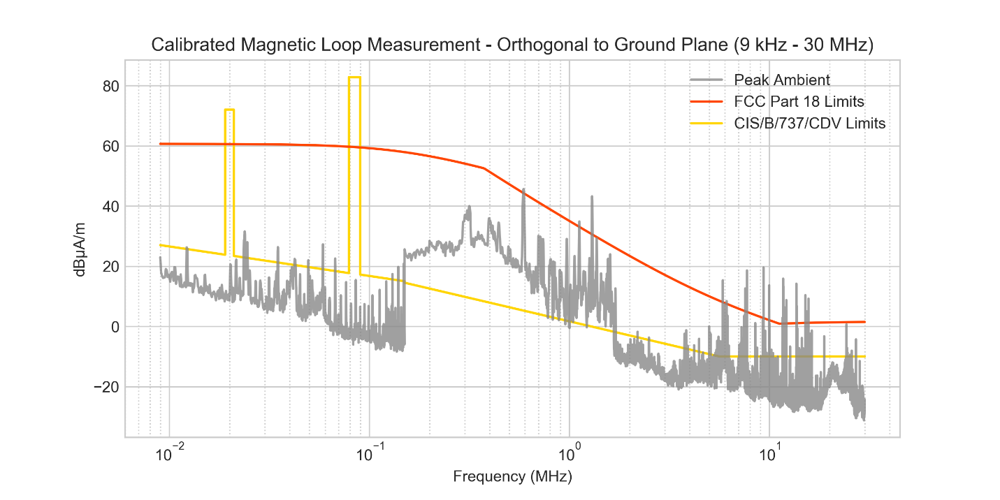 Calibrated Magnetic Loop Measurement - Orthogonal to Ground Plane (9 kHz - 30 MHz)
Peak Ambient
FCC Part 18 Limits
CIS/B/737/CDV Limits
dBµA/m
80
60
40
20
0
−20
10⁻²
10⁻¹
10⁰
10¹
Frequency (MHz)